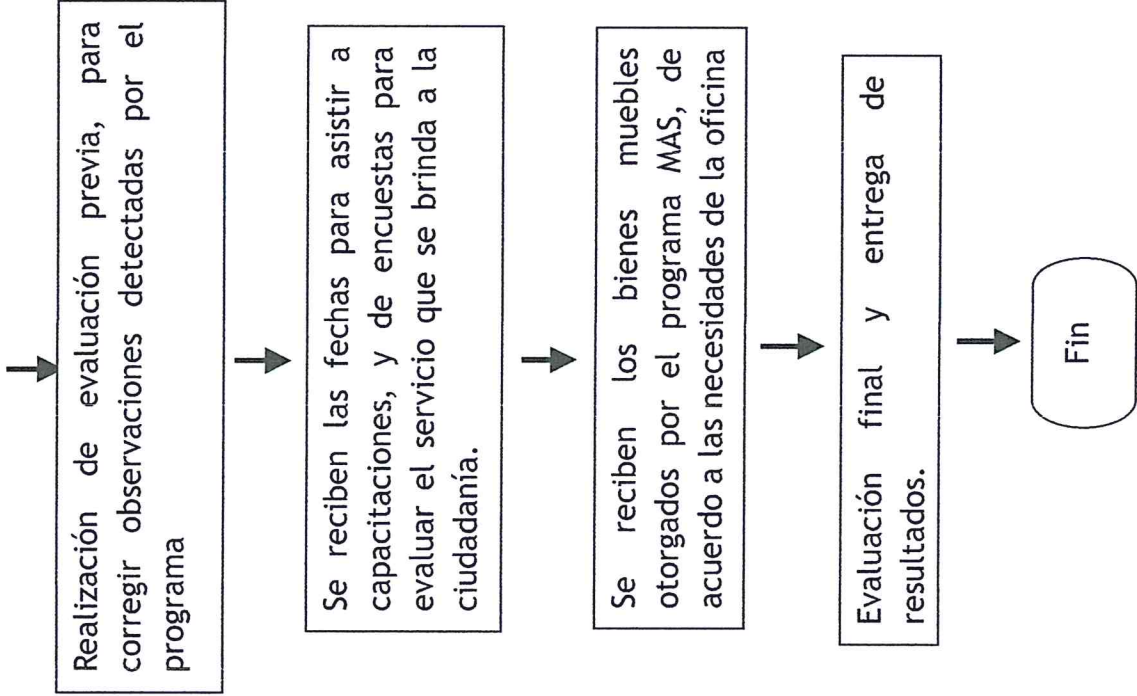 Realización de evaluación previa, para
corregir observaciones detectadas por el
programa
Se reciben las fechas para asistir a
capacitaciones, y de encuestas para
evaluar el servicio que se brinda a la
ciudadanía.
Se reciben los bienes muebles
otorgados por el programa MAS, de
acuerdo a las necesidades de la oficina
Evaluación final y entrega de
resultados.
Fin